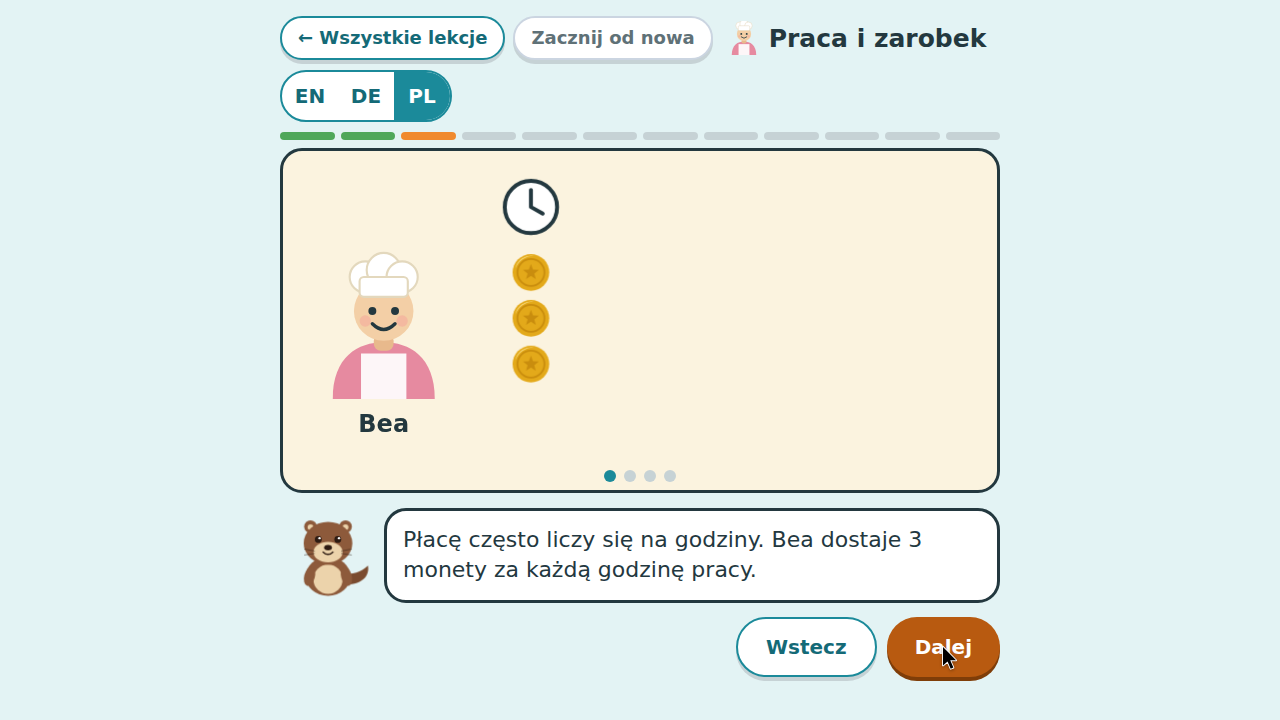 ← Wszystkie lekcje
Zacznij od nowa
Praca i zarobek
EN DE PL
Bea
Płacę często liczy się na godziny. Bea dostaje 3
monety za każdą godzinę pracy.
Wstecz
Dalej